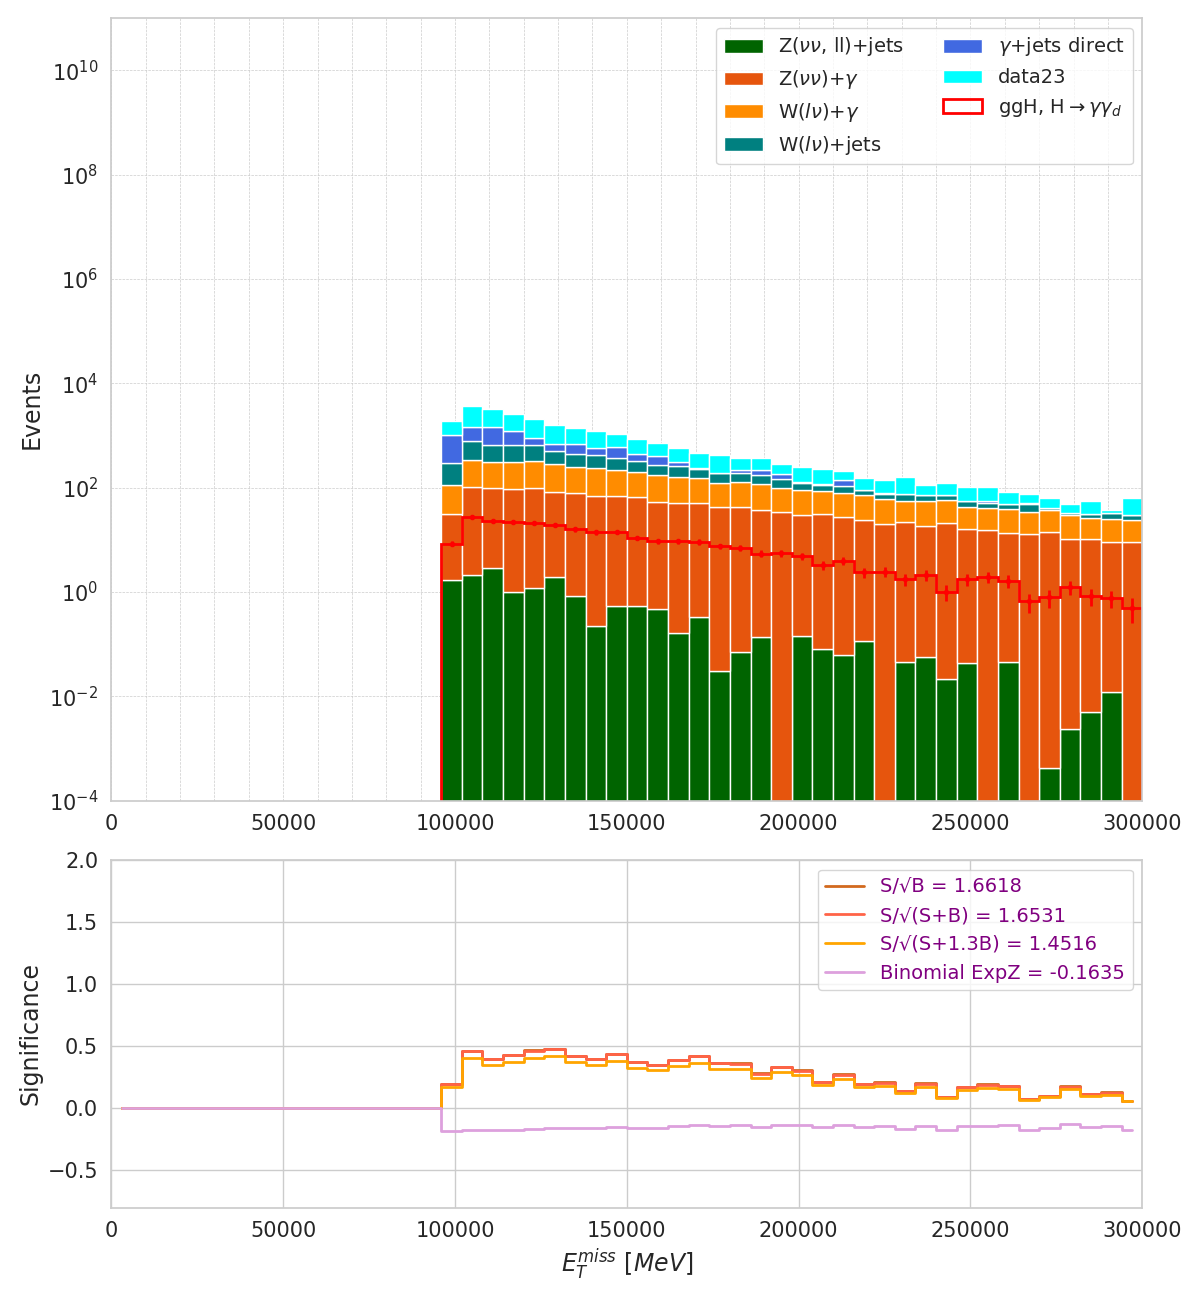 Z(νν, ll)+jets
Z(νν)+γ
W(lν)+γ
W(lν)+jets
γ+jets direct
data23
ggH, H→γγ_d
Events
10^10
10^8
10^6
10^4
10^2
10^0
10^−2
10^−4
0 50000 100000 150000 200000 250000 300000
S/√B = 1.6618
S/√(S+B) = 1.6531
S/√(S+1.3B) = 1.4516
Binomial ExpZ = -0.1635
Significance
2.0
1.5
1.0
0.5
0.0
−0.5
0 50000 100000 150000 200000 250000 300000
E_T^miss [MeV]